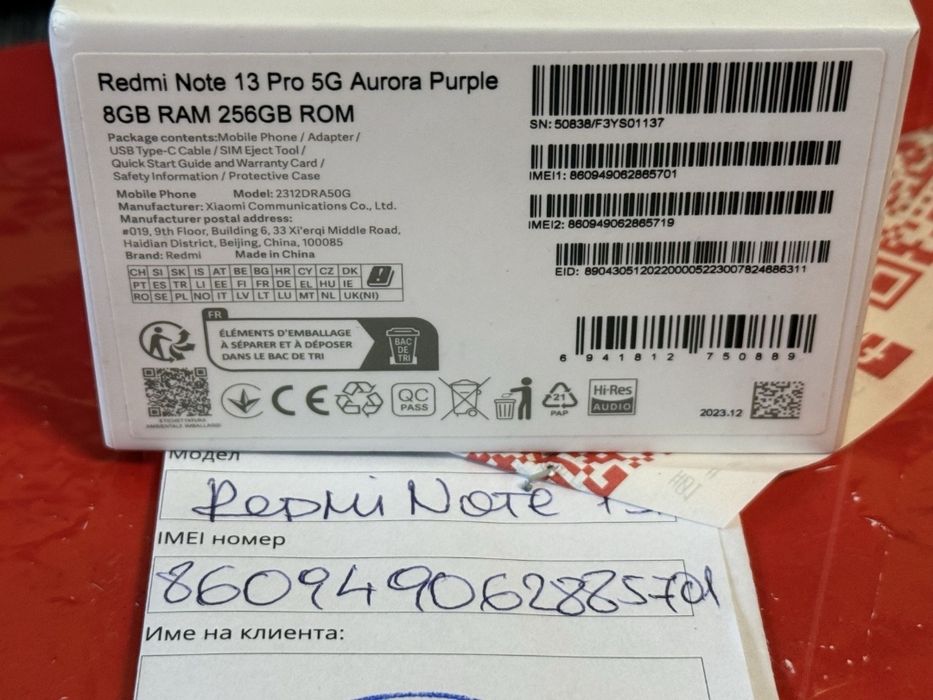 Redmi Note 13 Pro 5G Aurora Purple
8GB RAM 256GB ROM
Package contents:Mobile Phone / Adapter /
USB Type-C Cable / SIM Eject Tool /
Quick Start Guide and Warranty Card /
Safety Information / Protective Case
Mobile Phone Model: 2312DRA50G
Manufacturer: Xiaomi Communications Co., Ltd.
Manufacturer postal address:
#019, 9th Floor, Building 6, 33 Xi'erqi Middle Road,
Haidian District, Beijing, China, 100085
Brand: Redmi Made in China
CH SI SK IS AT BE BG HR CY CZ DK
PT ES TR LI EE FI FR DE EL HU IE
RO SE PL NO IT LV LT LU MT NL UK(NI)
SN: 50838/F3YS01137
IMEI1: 860949062865701
IMEI2: 860949062865719
EID: 89043051202200005223007824686311
6 941812 750889
FR
ÉLÉMENTS D'EMBALLAGE
À SÉPARER ET À DÉPOSER
DANS LE BAC DE TRI
BAC
DE
TRI
ETICHETTATURA
AMBIENTALE IMBALLAGGI
CE
QC
PASS
21
PAP
Hi-Res
AUDIO
2023.12
Модел
Redmi Note 13
IMEI номер
860949062885701
Име на клиента: